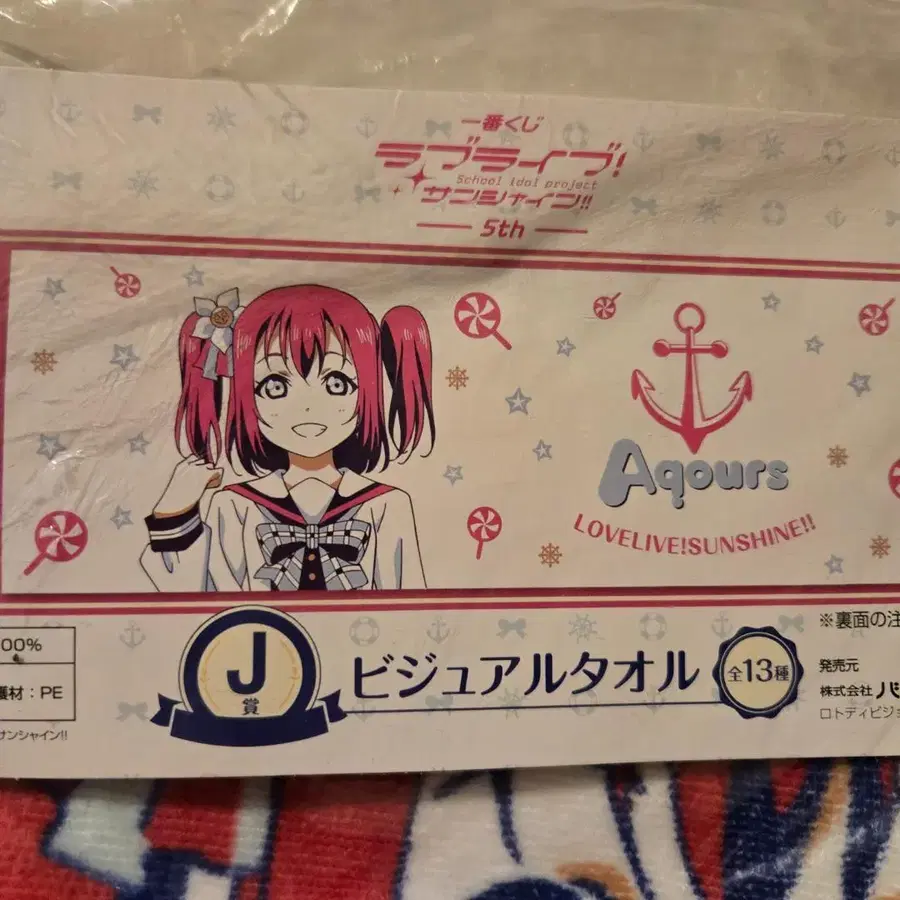 一番くじ
ラブライブ!
School idol project
サンシャイン!!
5th
Aqours
LOVELIVE!SUNSHINE!!
00%
材：PE
サンシャイン!!
J
賞
ビジュアルタオル
全13種
※裏面の注
発売元
株式会社バ
ロトディビジョ